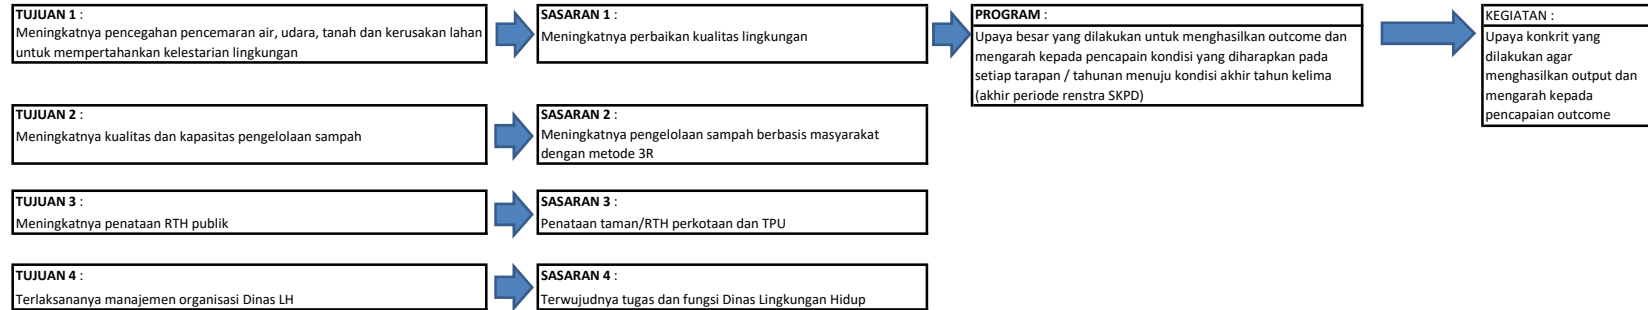 TUJUAN 1 :
Meningkatnya pencegahan pencemaran air, udara, tanah dan kerusakan lahan
untuk mempertahankan kelestarian lingkungan
SASARAN 1 :
Meningkatnya perbaikan kualitas lingkungan
PROGRAM :
Upaya besar yang dilakukan untuk menghasilkan outcome dan
mengarah kepada pencapain kondisi yang diharapkan pada
setiap tarapan / tahunan menuju kondisi akhir tahun kelima
(akhir periode renstra SKPD)
KEGIATAN :
Upaya konkrit yang
dilakukan agar
menghasilkan output dan
mengarah kepada
pencapaian outcome
TUJUAN 2 :
Meningkatnya kualitas dan kapasitas pengelolaan sampah
SASARAN 2 :
Meningkatnya pengelolaan sampah berbasis masyarakat
dengan metode 3R
TUJUAN 3 :
Meningkatnya penataan RTH publik
SASARAN 3 :
Penataan taman/RTH perkotaan dan TPU
TUJUAN 4 :
Terlaksananya manajemen organisasi Dinas LH
SASARAN 4 :
Terwujudnya tugas dan fungsi Dinas Lingkungan Hidup